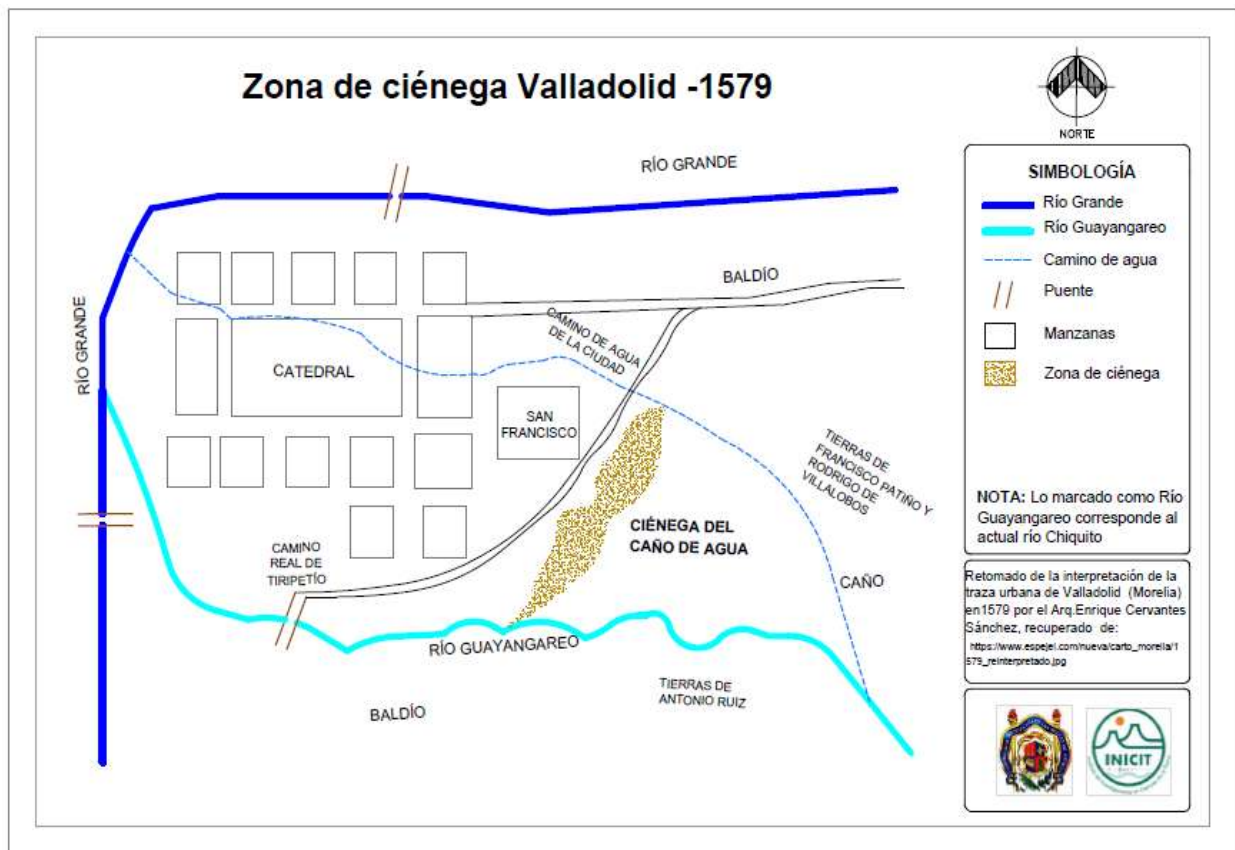 Zona de ciénega Valladolid -1579
NORTE
RÍO GRANDE
RÍO GRANDE
BALDÍO
CAMINO DE AGUA
DE LA CIUDAD
CATEDRAL
SAN
FRANCISCO
TIERRAS DE
FRANCISCO PATIÑO Y
RODRIGO DE
VILLALOBOS
CIÉNEGA DEL
CAÑO DE AGUA
CAMINO
REAL DE
TIRIPETÍO
CAÑO
RÍO GUAYANGAREO
TIERRAS DE
ANTONIO RUIZ
BALDÍO
SIMBOLOGÍA
Río Grande
Río Guayangareo
Camino de agua
Puente
Manzanas
Zona de ciénega
NOTA: Lo marcado como Río
Guayangareo corresponde al
actual río Chiquito
Retomado de la interpretación de la
traza urbana de Valladolid (Morelia)
en1579 por el Arq.Enrique Cervantes
Sánchez, recuperado de:
https://www.espejel.com/nueva/carto_morelia/1
579_reinterpretado.jpg
INICIT